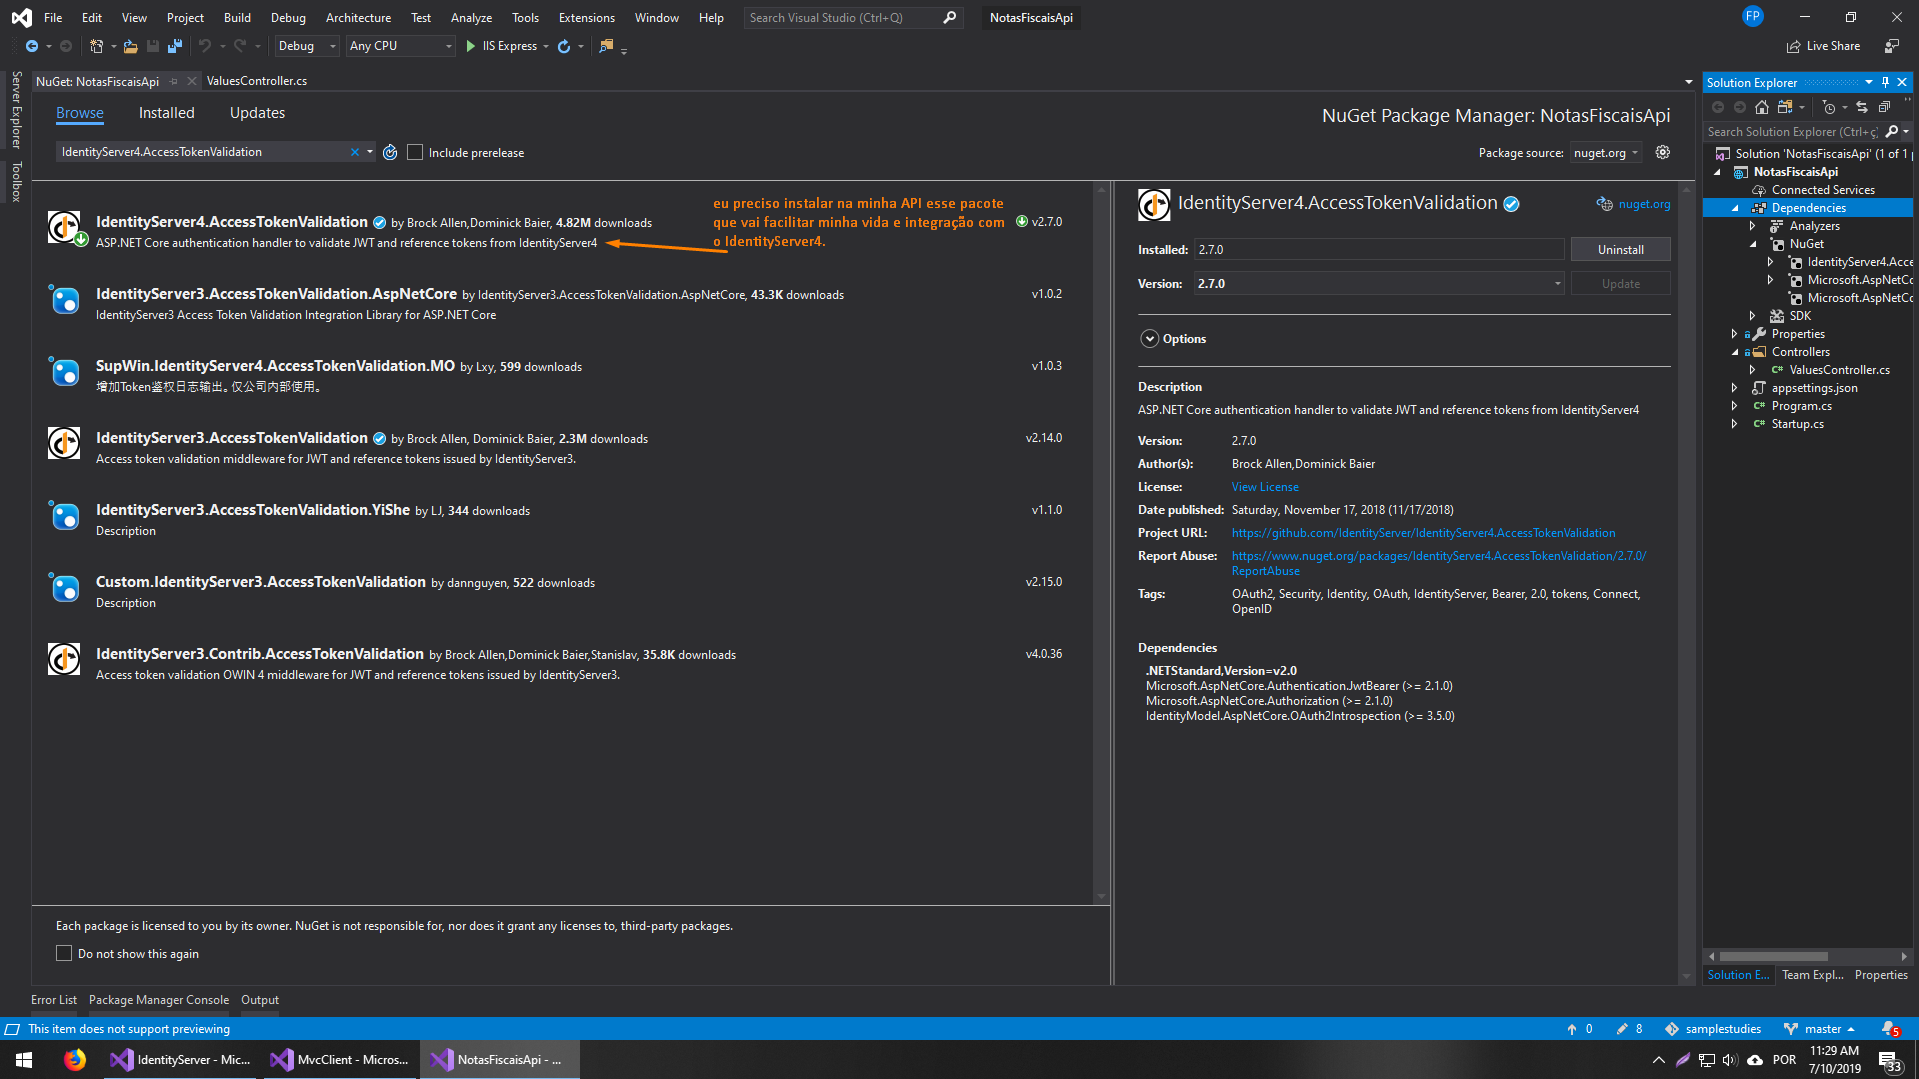 File Edit View Project Build Debug Architecture Test Analyze Tools Extensions Window Help Search Visual Studio (Ctrl+Q) NotasFiscaisApi FP
Debug Any CPU IIS Express Live Share
Server Explorer
Toolbox
NuGet: NotasFiscaisApi ValuesController.cs
Browse Installed Updates
NuGet Package Manager: NotasFiscaisApi
IdentityServer4.AccessTokenValidation Include prerelease
Package source: nuget.org
IdentityServer4.AccessTokenValidation by Brock Allen,Dominick Baier, 4.82M downloads v2.7.0
ASP.NET Core authentication handler to validate JWT and reference tokens from IdentityServer4
eu preciso instalar na minha API esse pacote
que vai facilitar minha vida e integração com
o IdentityServer4.
IdentityServer3.AccessTokenValidation.AspNetCore by IdentityServer3.AccessTokenValidation.AspNetCore, 43.3K downloads v1.0.2
IdentityServer3 Access Token Validation Integration Library for ASP.NET Core
SupWin.IdentityServer4.AccessTokenValidation.MO by Lxy, 599 downloads v1.0.3
增加Token鉴权日志输出。仅公司内部使用。
IdentityServer3.AccessTokenValidation by Brock Allen, Dominick Baier, 2.3M downloads v2.14.0
Access token validation middleware for JWT and reference tokens issued by IdentityServer3.
IdentityServer3.AccessTokenValidation.YiShe by LJ, 344 downloads v1.1.0
Description
Custom.IdentityServer3.AccessTokenValidation by dannguyen, 522 downloads v2.15.0
Description
IdentityServer3.Contrib.AccessTokenValidation by Brock Allen,Dominick Baier,Stanislav, 35.8K downloads v4.0.36
Access token validation OWIN 4 middleware for JWT and reference tokens issued by IdentityServer3.
Each package is licensed to you by its owner. NuGet is not responsible for, nor does it grant any licenses to, third-party packages.
Do not show this again
IdentityServer4.AccessTokenValidation nuget.org
Installed: 2.7.0 Uninstall
Version: 2.7.0 Update
Options
Description
ASP.NET Core authentication handler to validate JWT and reference tokens from IdentityServer4
Version: 2.7.0
Author(s): Brock Allen,Dominick Baier
License: View License
Date published: Saturday, November 17, 2018 (11/17/2018)
Project URL: https://github.com/IdentityServer/IdentityServer4.AccessTokenValidation
Report Abuse: https://www.nuget.org/packages/IdentityServer4.AccessTokenValidation/2.7.0/
ReportAbuse
Tags: OAuth2, Security, Identity, OAuth, IdentityServer, Bearer, 2.0, tokens, Connect,
OpenID
Dependencies
.NETStandard,Version=v2.0
Microsoft.AspNetCore.Authentication.JwtBearer (>= 2.1.0)
Microsoft.AspNetCore.Authorization (>= 2.1.0)
IdentityModel.AspNetCore.OAuth2Introspection (>= 3.5.0)
Solution Explorer
Search Solution Explorer (Ctrl+ç)
Solution 'NotasFiscaisApi' (1 of 1
NotasFiscaisApi
Connected Services
Dependencies
Analyzers
NuGet
IdentityServer4.Acce
Microsoft.AspNetCo
Microsoft.AspNetCo
SDK
Properties
C# Controllers
C# ValuesController.cs
appsettings.json
C# Program.cs
C# Startup.cs
Solution E... Team Expl... Properties
Error List Package Manager Console Output
This item does not support previewing 0 8 samplestudies master 5
IdentityServer - Mic... MvcClient - Micros... NotasFiscaisApi - ... POR 11:29 AM
7/10/2019 33